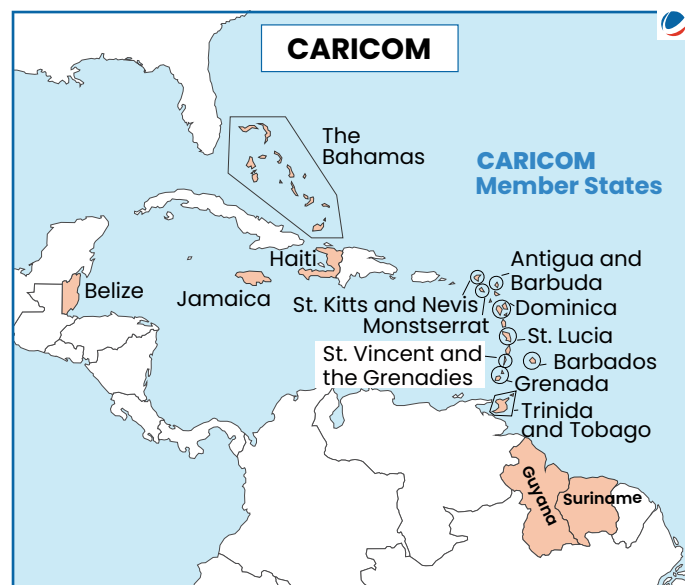 CARICOM
The
Bahamas
CARICOM
Member States
Haiti
Antigua and
Barbuda
Belize
Jamaica
St. Kitts and Nevis
Dominica
Monstserrat
St. Lucia
St. Vincent and
the Grenadies
Barbados
Grenada
Trinida
and Tobago
Guyana
Suriname